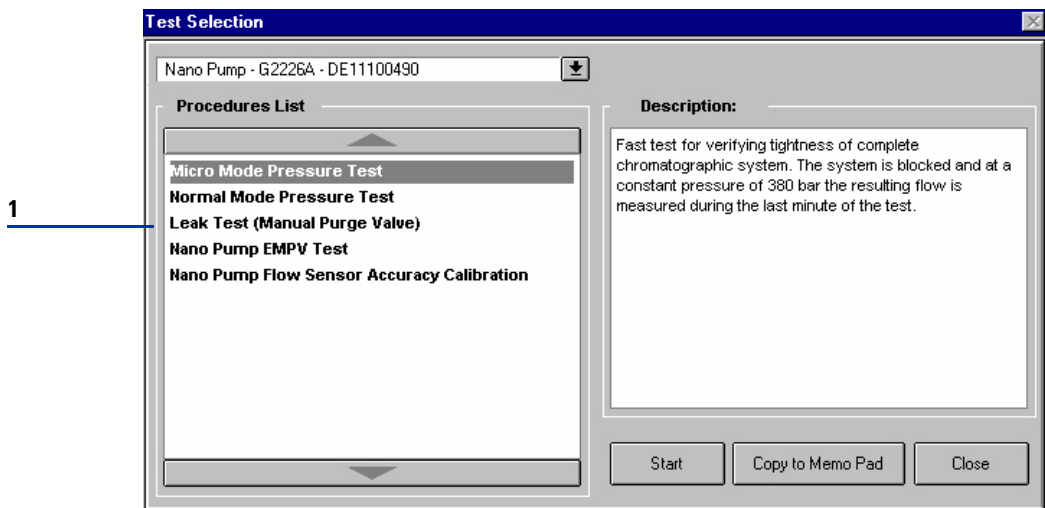 Test Selection
Nano Pump - G2226A - DE11100490
Procedures List
Micro Mode Pressure Test
Normal Mode Pressure Test
1
Leak Test (Manual Purge Valve)
Nano Pump EMPV Test
Nano Pump Flow Sensor Accuracy Calibration
Description:
Fast test for verifying tightness of complete
chromatographic system. The system is blocked and at a
constant pressure of 380 bar the resulting flow is
measured during the last minute of the test.
Start
Copy to Memo Pad
Close